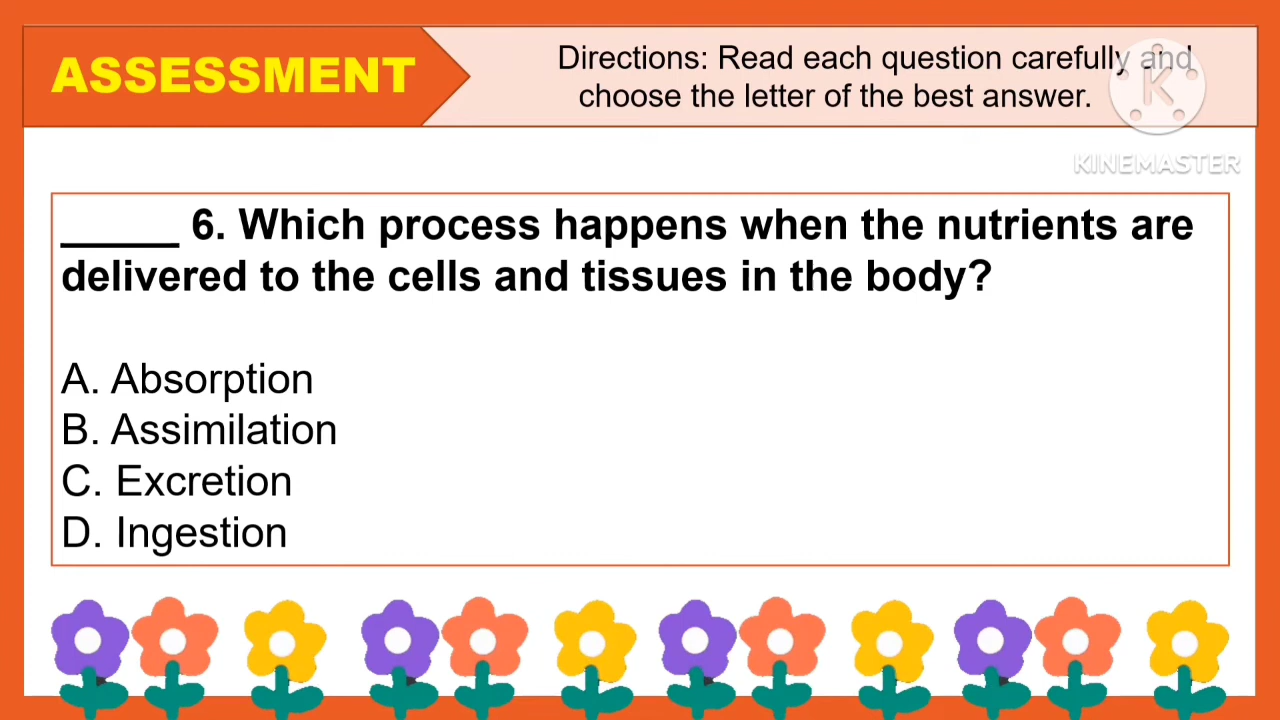 ASSESSMENT
Directions: Read each question carefully and
choose the letter of the best answer.
K
KINEMASTER
_____ 6. Which process happens when the nutrients are
delivered to the cells and tissues in the body?
A. Absorption
B. Assimilation
C. Excretion
D. Ingestion